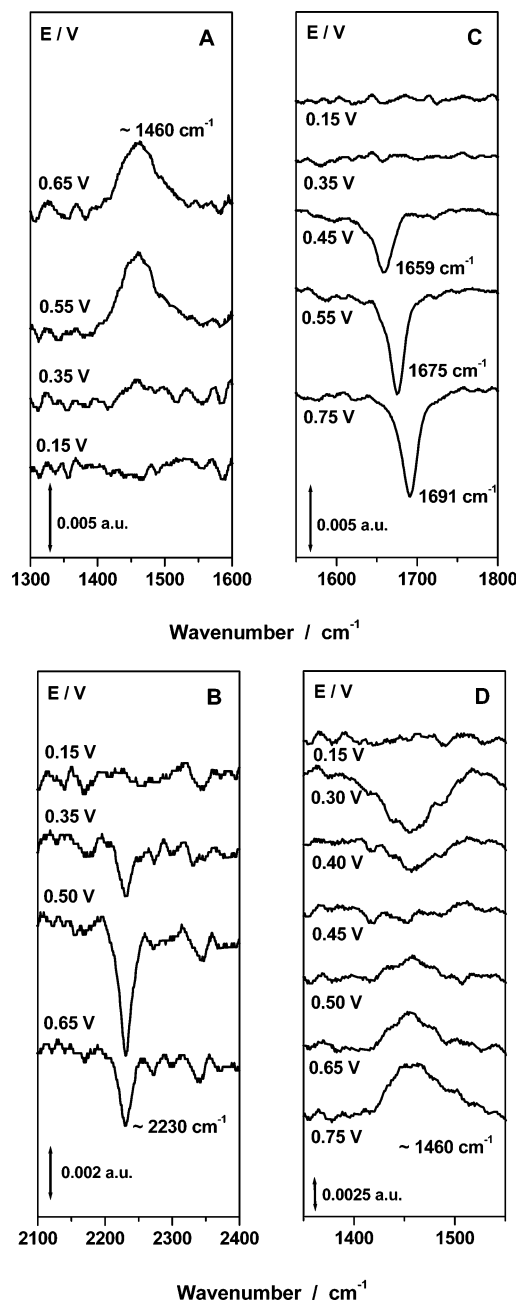 E / V
A
~ 1460 cm-1
0.65 V
0.55 V
0.35 V
0.15 V
0.005 a.u.
1300 1400 1500 1600
E / V
C
0.15 V
0.35 V
0.45 V
1659 cm-1
0.55 V
1675 cm-1
0.75 V
1691 cm-1
0.005 a.u.
1600 1700 1800
Wavenumber / cm-1
E / V
B
0.15 V
0.35 V
0.50 V
0.65 V
~ 2230 cm-1
0.002 a.u.
2100 2200 2300 2400
E / V
D
0.15 V
0.30 V
0.40 V
0.45 V
0.50 V
0.65 V
0.75 V
~ 1460 cm-1
0.0025 a.u.
1400 1500
Wavenumber / cm-1